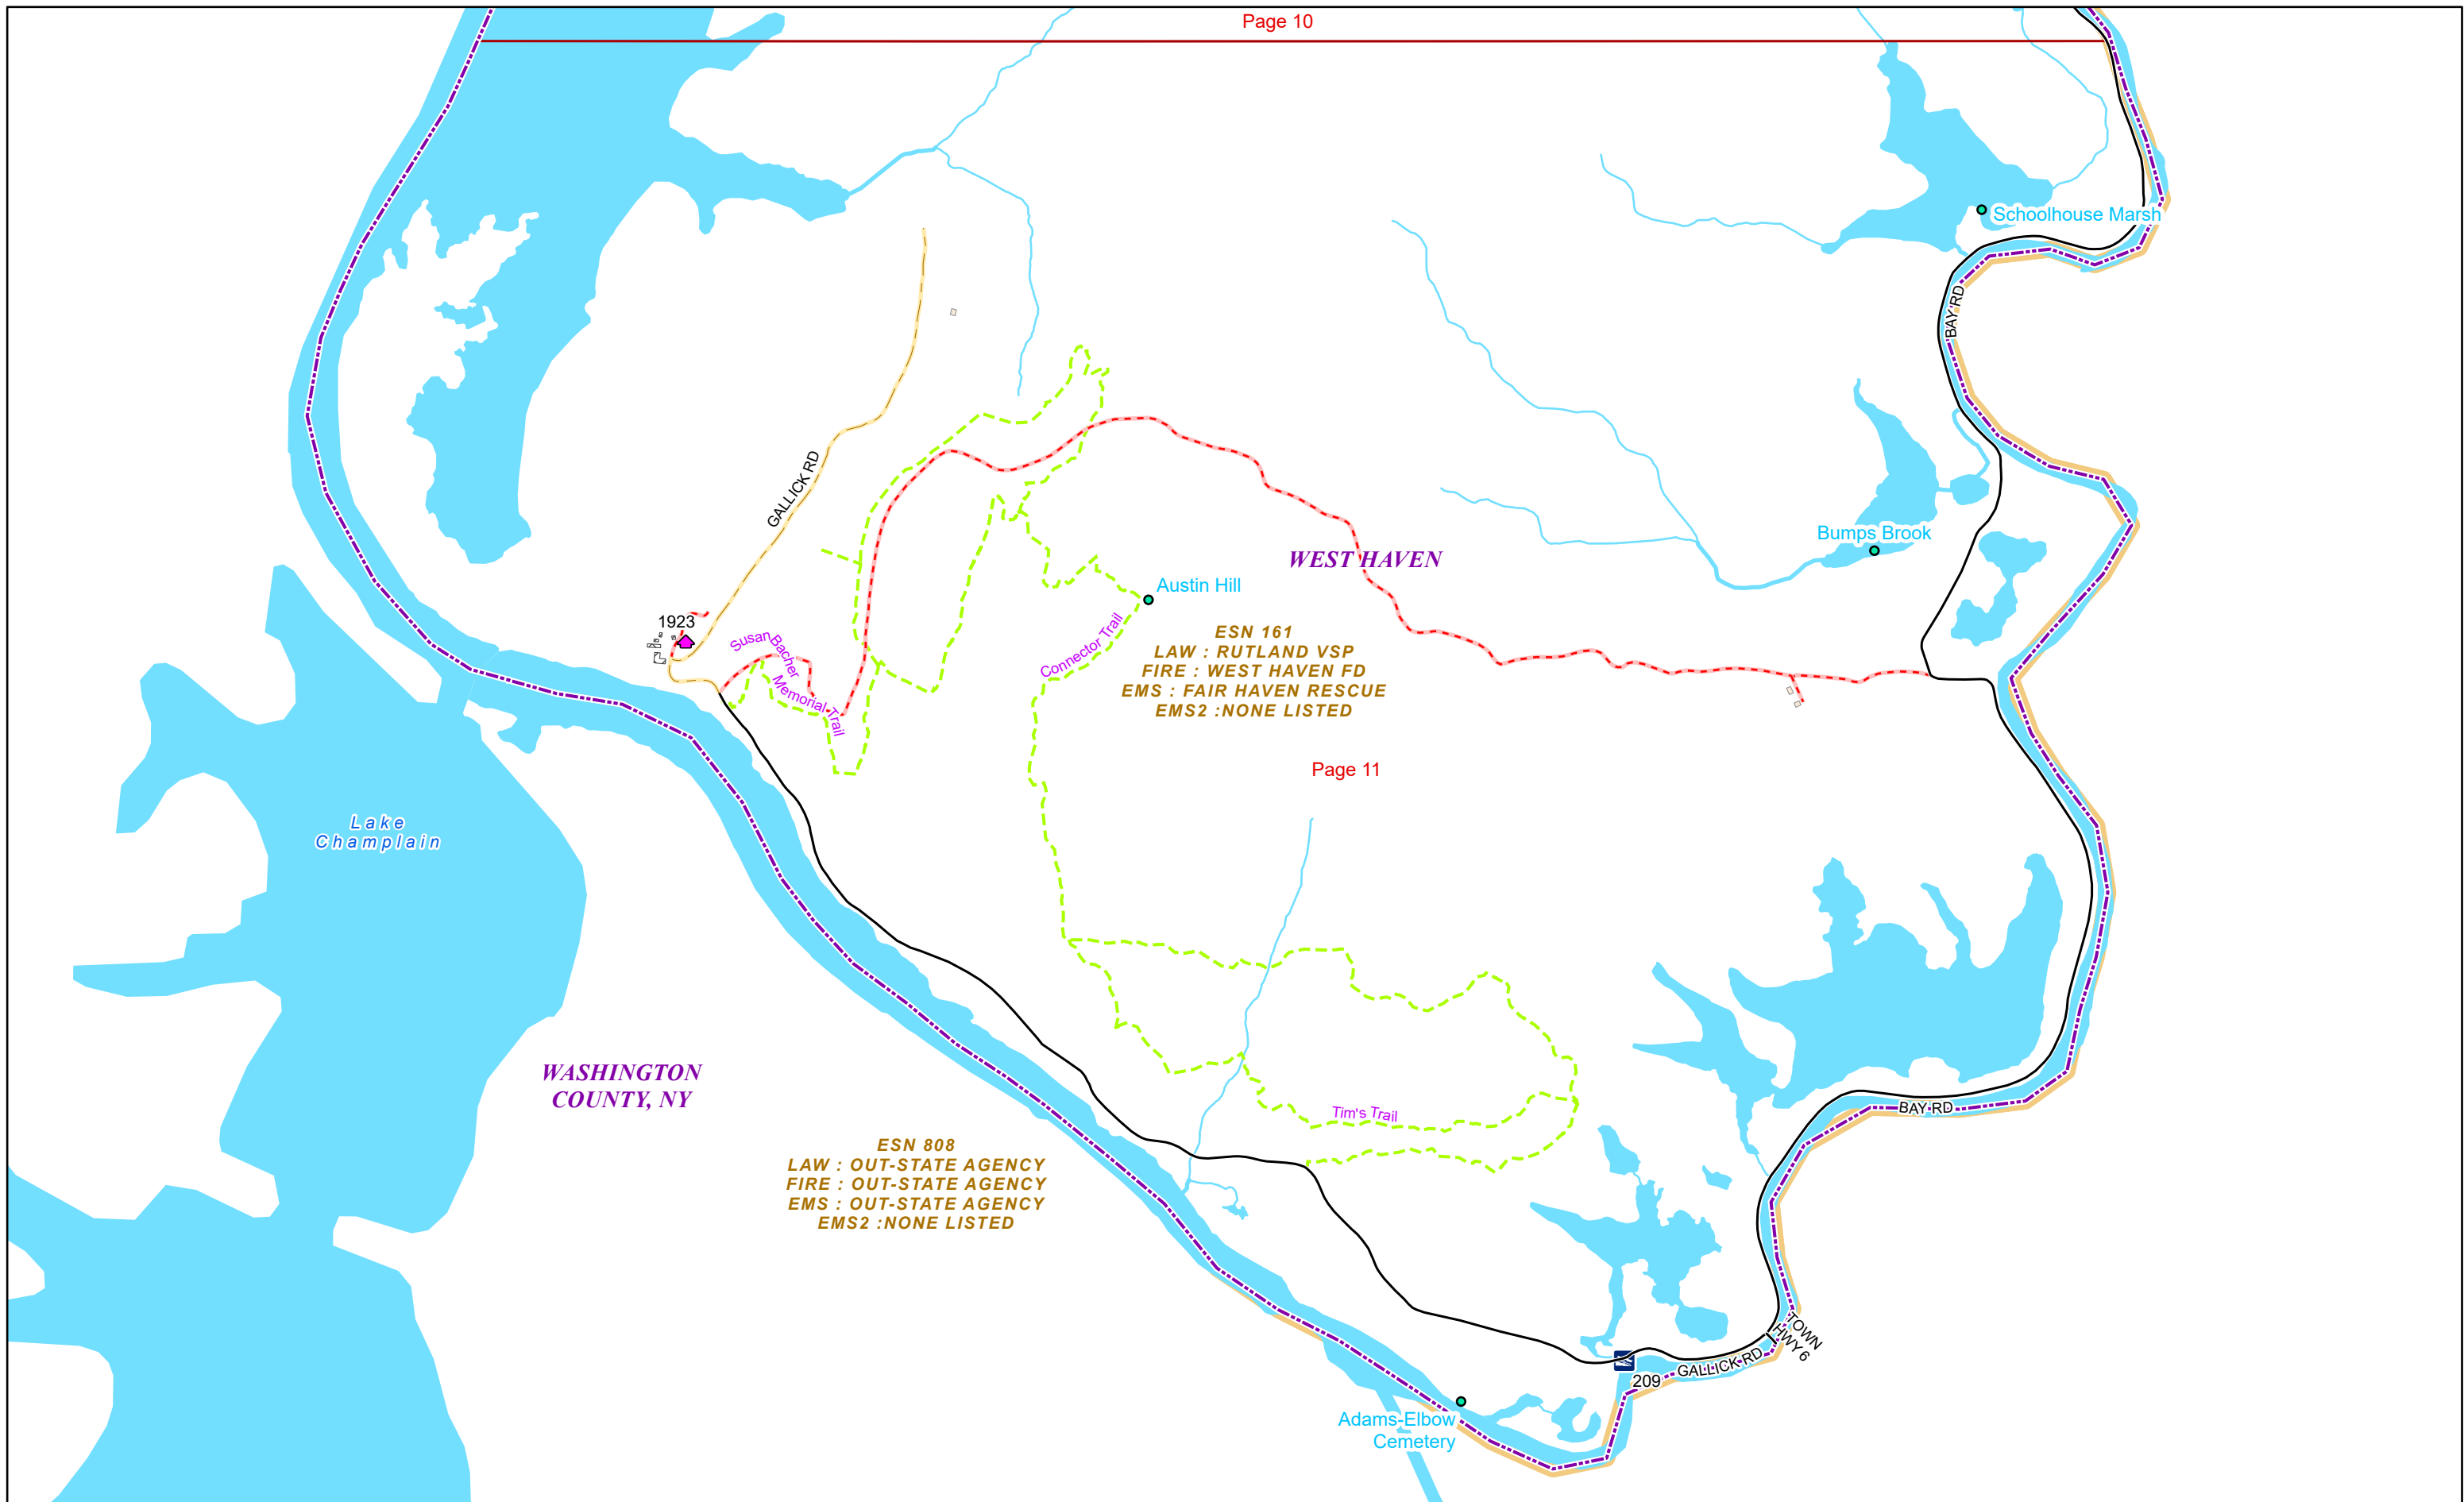 Page 10
Schoolhouse Marsh
BAY RD
GALLICK RD
Bumps Brook
WEST HAVEN
Austin Hill
1923
Susan Bacher Memorial Trail
Connector Trail
ESN 161
LAW : RUTLAND VSP
FIRE : WEST HAVEN FD
EMS : FAIR HAVEN RESCUE
EMS2 :NONE LISTED
Page 11
Lake
Champlain
WASHINGTON
COUNTY, NY
BAY RD
Tim's Trail
ESN 808
LAW : OUT-STATE AGENCY
FIRE : OUT-STATE AGENCY
EMS : OUT-STATE AGENCY
EMS2 :NONE LISTED
TOWN
HWY 6
GALLICK RD
209
Adams-Elbow
Cemetery